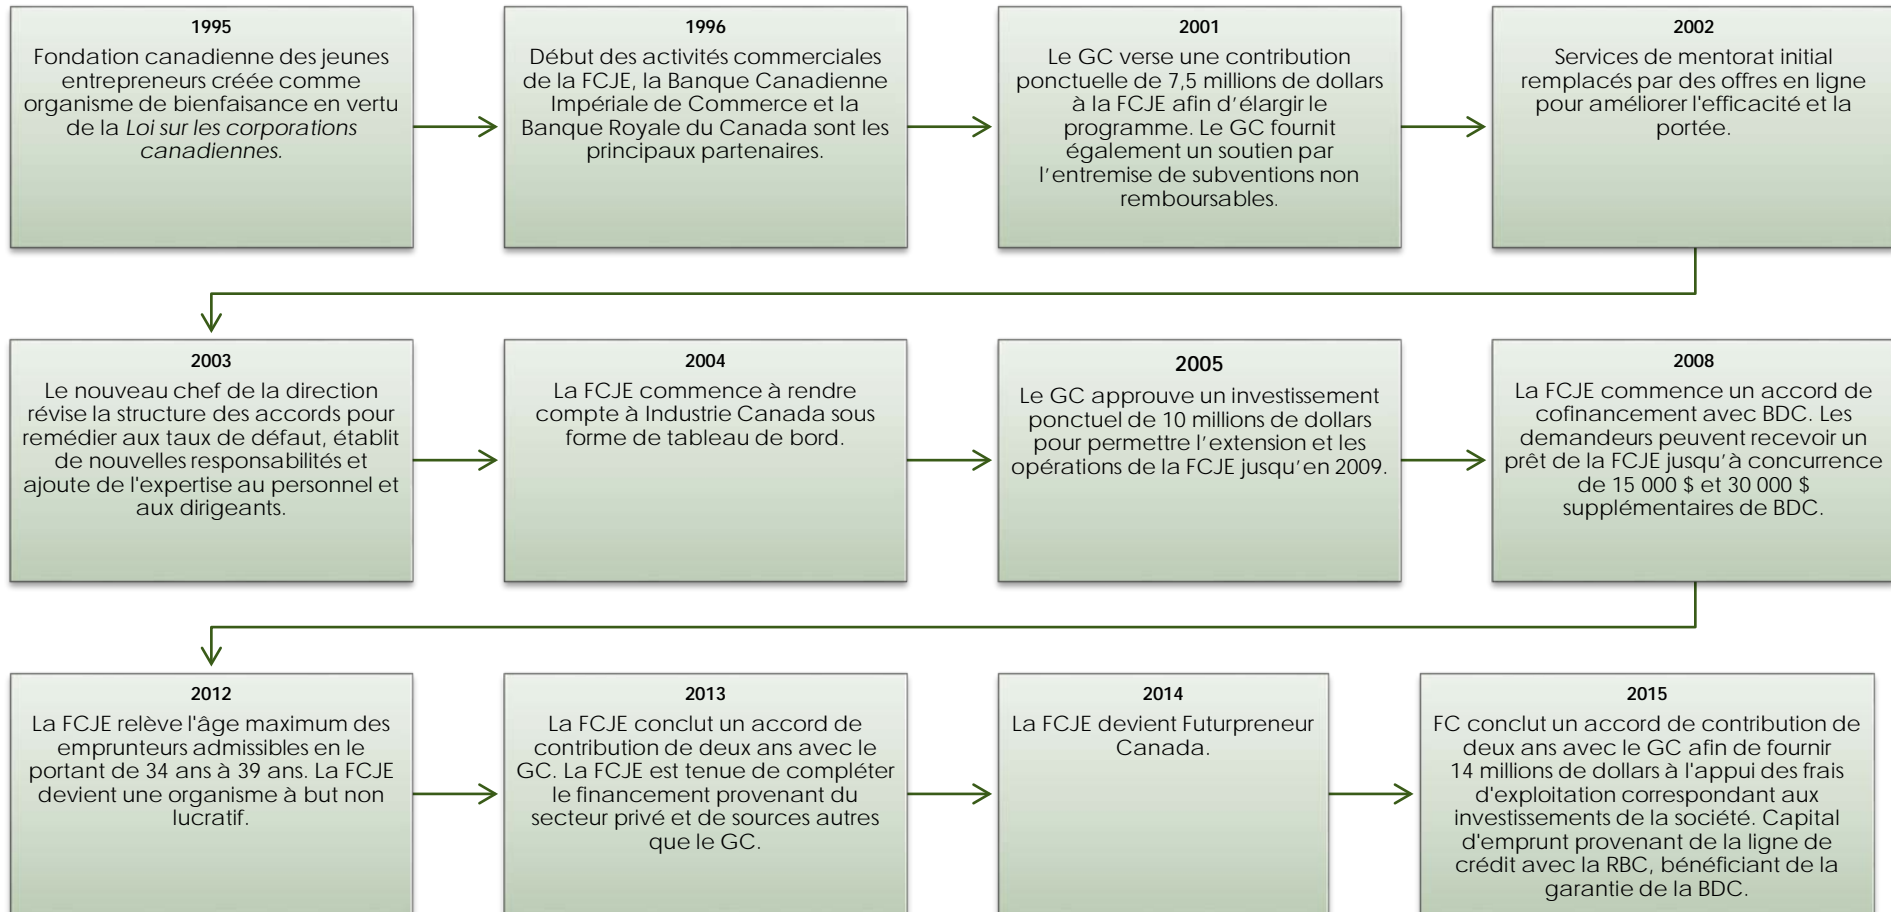 1995
Fondation canadienne des jeunes
entrepreneurs créée comme
organisme de bienfaisance en vertu
de la Loi sur les corporations
canadiennes.
1996
Début des activités commerciales
de la FCJE, la Banque Canadienne
Impériale de Commerce et la
Banque Royale du Canada sont les
principaux partenaires.
2001
Le GC verse une contribution
ponctuelle de 7,5 millions de dollars
à la FCJE afin d’élargir le
programme. Le GC fournit
également un soutien par
l’entremise de subventions non
remboursables.
2002
Services de mentorat initial
remplacés par des offres en ligne
pour améliorer l'efficacité et la
portée.
2003
Le nouveau chef de la direction
révise la structure des accords pour
remédier aux taux de défaut, établit
de nouvelles responsabilités et
ajoute de l'expertise au personnel et
aux dirigeants.
2004
La FCJE commence à rendre
compte à Industrie Canada sous
forme de tableau de bord.
2005
Le GC approuve un investissement
ponctuel de 10 millions de dollars
pour permettre l’extension et les
opérations de la FCJE jusqu’en 2009.
2008
La FCJE commence un accord de
cofinancement avec BDC. Les
demandeurs peuvent recevoir un
prêt de la FCJE jusqu’à concurrence
de 15 000 $ et 30 000 $
supplémentaires de BDC.
2012
La FCJE relève l'âge maximum des
emprunteurs admissibles en le
portant de 34 ans à 39 ans. La FCJE
devient une organisme à but non
lucratif.
2013
La FCJE conclut un accord de
contribution de deux ans avec le
GC. La FCJE est tenue de compléter
le financement provenant du
secteur privé et de sources autres
que le GC.
2014
La FCJE devient Futurpreneur
Canada.
2015
FC conclut un accord de contribution de
deux ans avec le GC afin de fournir
14 millions de dollars à l'appui des frais
d'exploitation correspondant aux
investissements de la société. Capital
d'emprunt provenant de la ligne de
crédit avec la RBC, bénéficiant de la
garantie de la BDC.